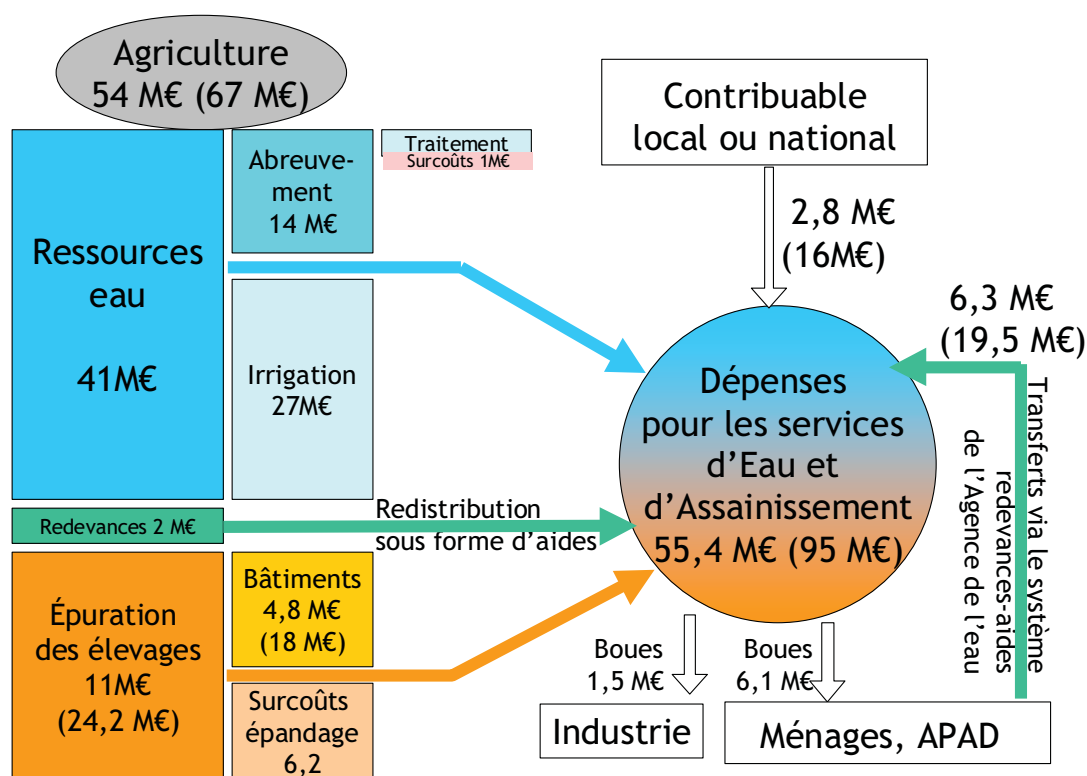 Agriculture
54 M€ (67 M€)
Ressources
eau
41M€
Abreuve-
ment
14 M€
Traitement
Surcoûts 1M€
Irrigation
27M€
Redevances 2 M€
Redistribution
sous forme d’aides
Épuration
des élevages
11M€
(24,2 M€)
Bâtiments
4,8 M€
(18 M€)
Surcoûts
épandage
6,2
Contribuable
local ou national
2,8 M€
(16M€)
Dépenses
pour les services
d’Eau et
d’Assainissement
55,4 M€ (95 M€)
6,3 M€
(19,5 M€)
Transferts via le système
redevances-aides
de l’Agence de l’eau
Boues
1,5 M€
Industrie
Boues
6,1 M€
Ménages, APAD